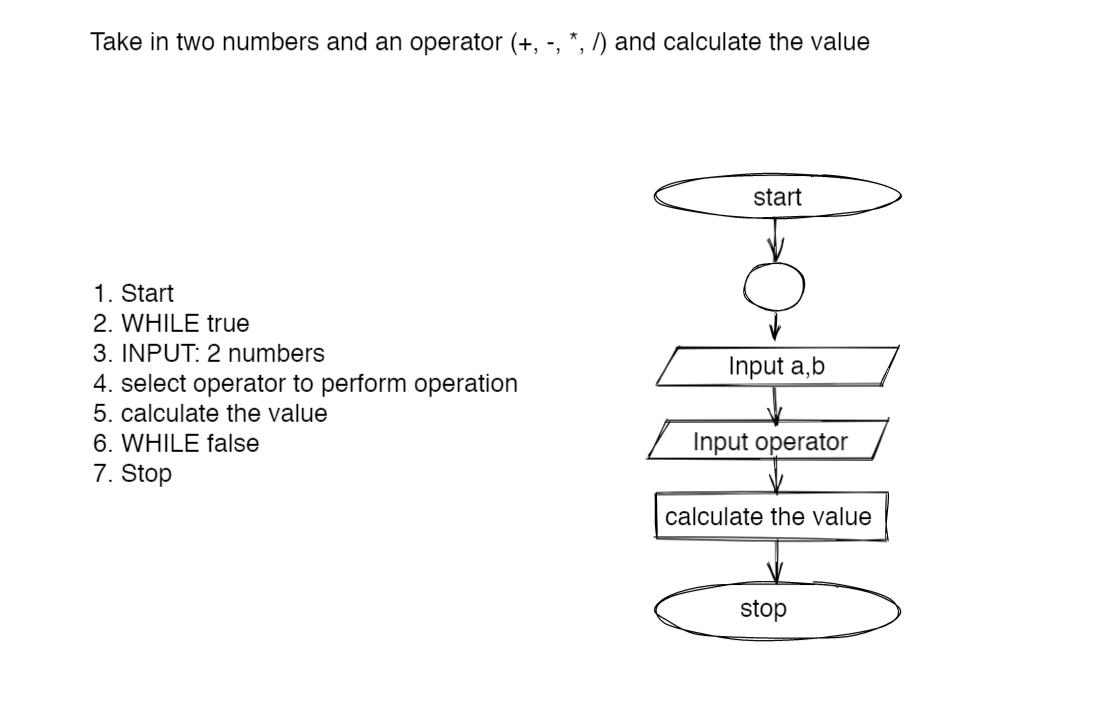 Take in two numbers and an operator (+, -, *, /) and calculate the value
1. Start
2. WHILE true
3. INPUT: 2 numbers
4. select operator to perform operation
5. calculate the value
6. WHILE false
7. Stop
start
Input a,b
Input operator
calculate the value
stop